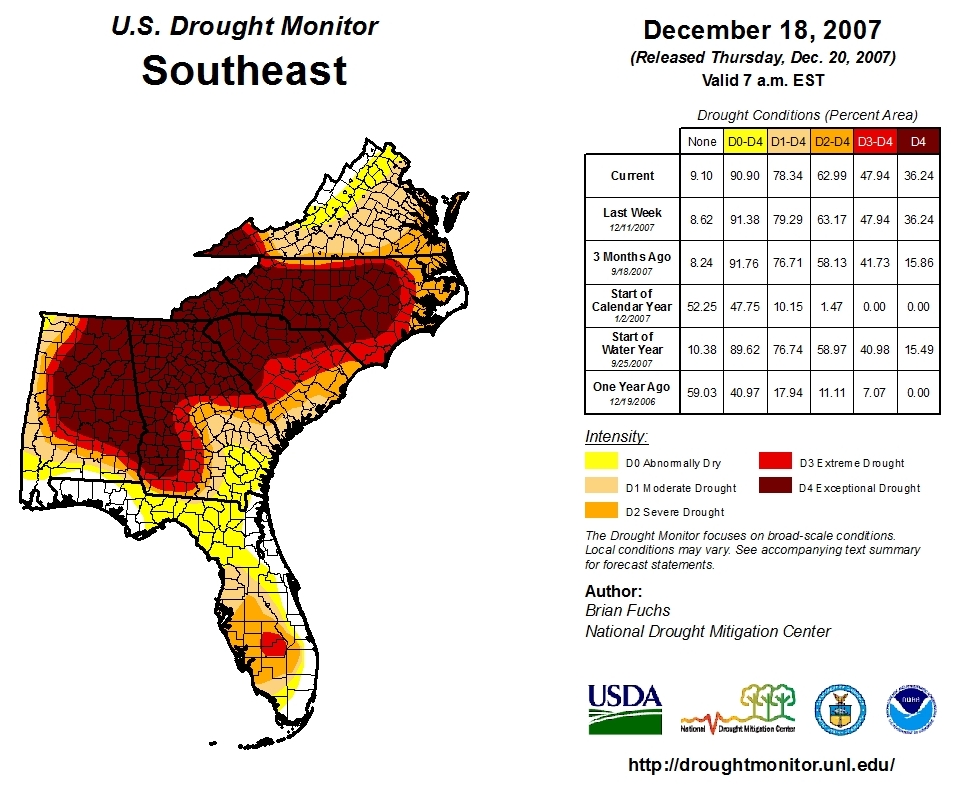 U.S. Drought Monitor
Southeast
December 18, 2007
(Released Thursday, Dec. 20, 2007)
Valid 7 a.m. EST
Drought Conditions (Percent Area)
None D0-D4 D1-D4 D2-D4 D3-D4 D4
Current 9.10 90.90 78.34 62.99 47.94 36.24
Last Week 8.62 91.38 79.29 63.17 47.94 36.24
12/11/2007
3 Months Ago 8.24 91.76 76.71 58.13 41.73 15.86
9/18/2007
Start of
Calendar Year 52.25 47.75 10.15 1.47 0.00 0.00
1/2/2007
Start of
Water Year 10.38 89.62 76.74 58.97 40.98 15.49
9/25/2007
One Year Ago 59.03 40.97 17.94 11.11 7.07 0.00
12/19/2006
Intensity:
D0 Abnormally Dry D3 Extreme Drought
D1 Moderate Drought D4 Exceptional Drought
D2 Severe Drought
The Drought Monitor focuses on broad-scale conditions.
Local conditions may vary. See accompanying text summary
for forecast statements.
Author:
Brian Fuchs
National Drought Mitigation Center
USDA
National Drought Mitigation Center
noaa
http://droughtmonitor.unl.edu/